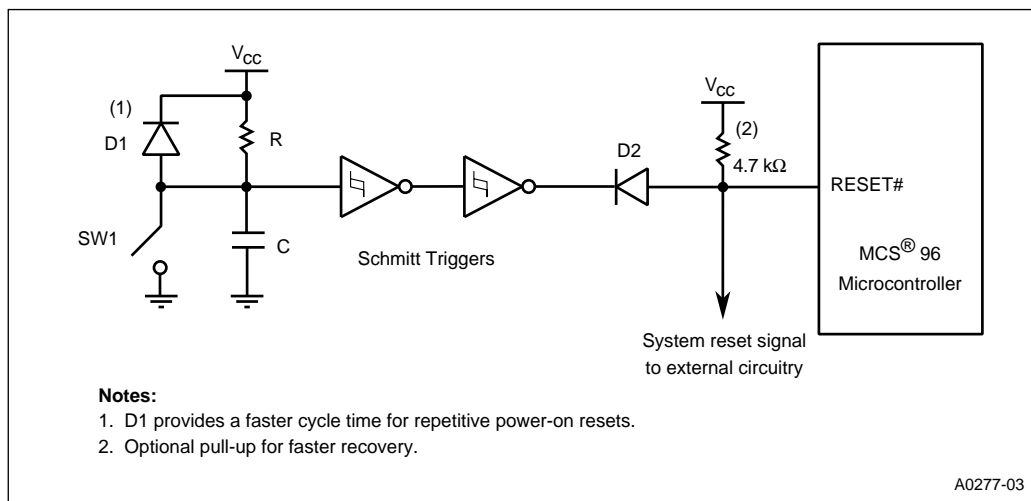 V_CC
(1)
D1
R
SW1
C
Schmitt Triggers
D2
V_CC
(2)
4.7 kΩ
RESET#
MCS® 96
Microcontroller
System reset signal
to external circuitry
Notes:
1. D1 provides a faster cycle time for repetitive power-on resets.
2. Optional pull-up for faster recovery.
A0277-03